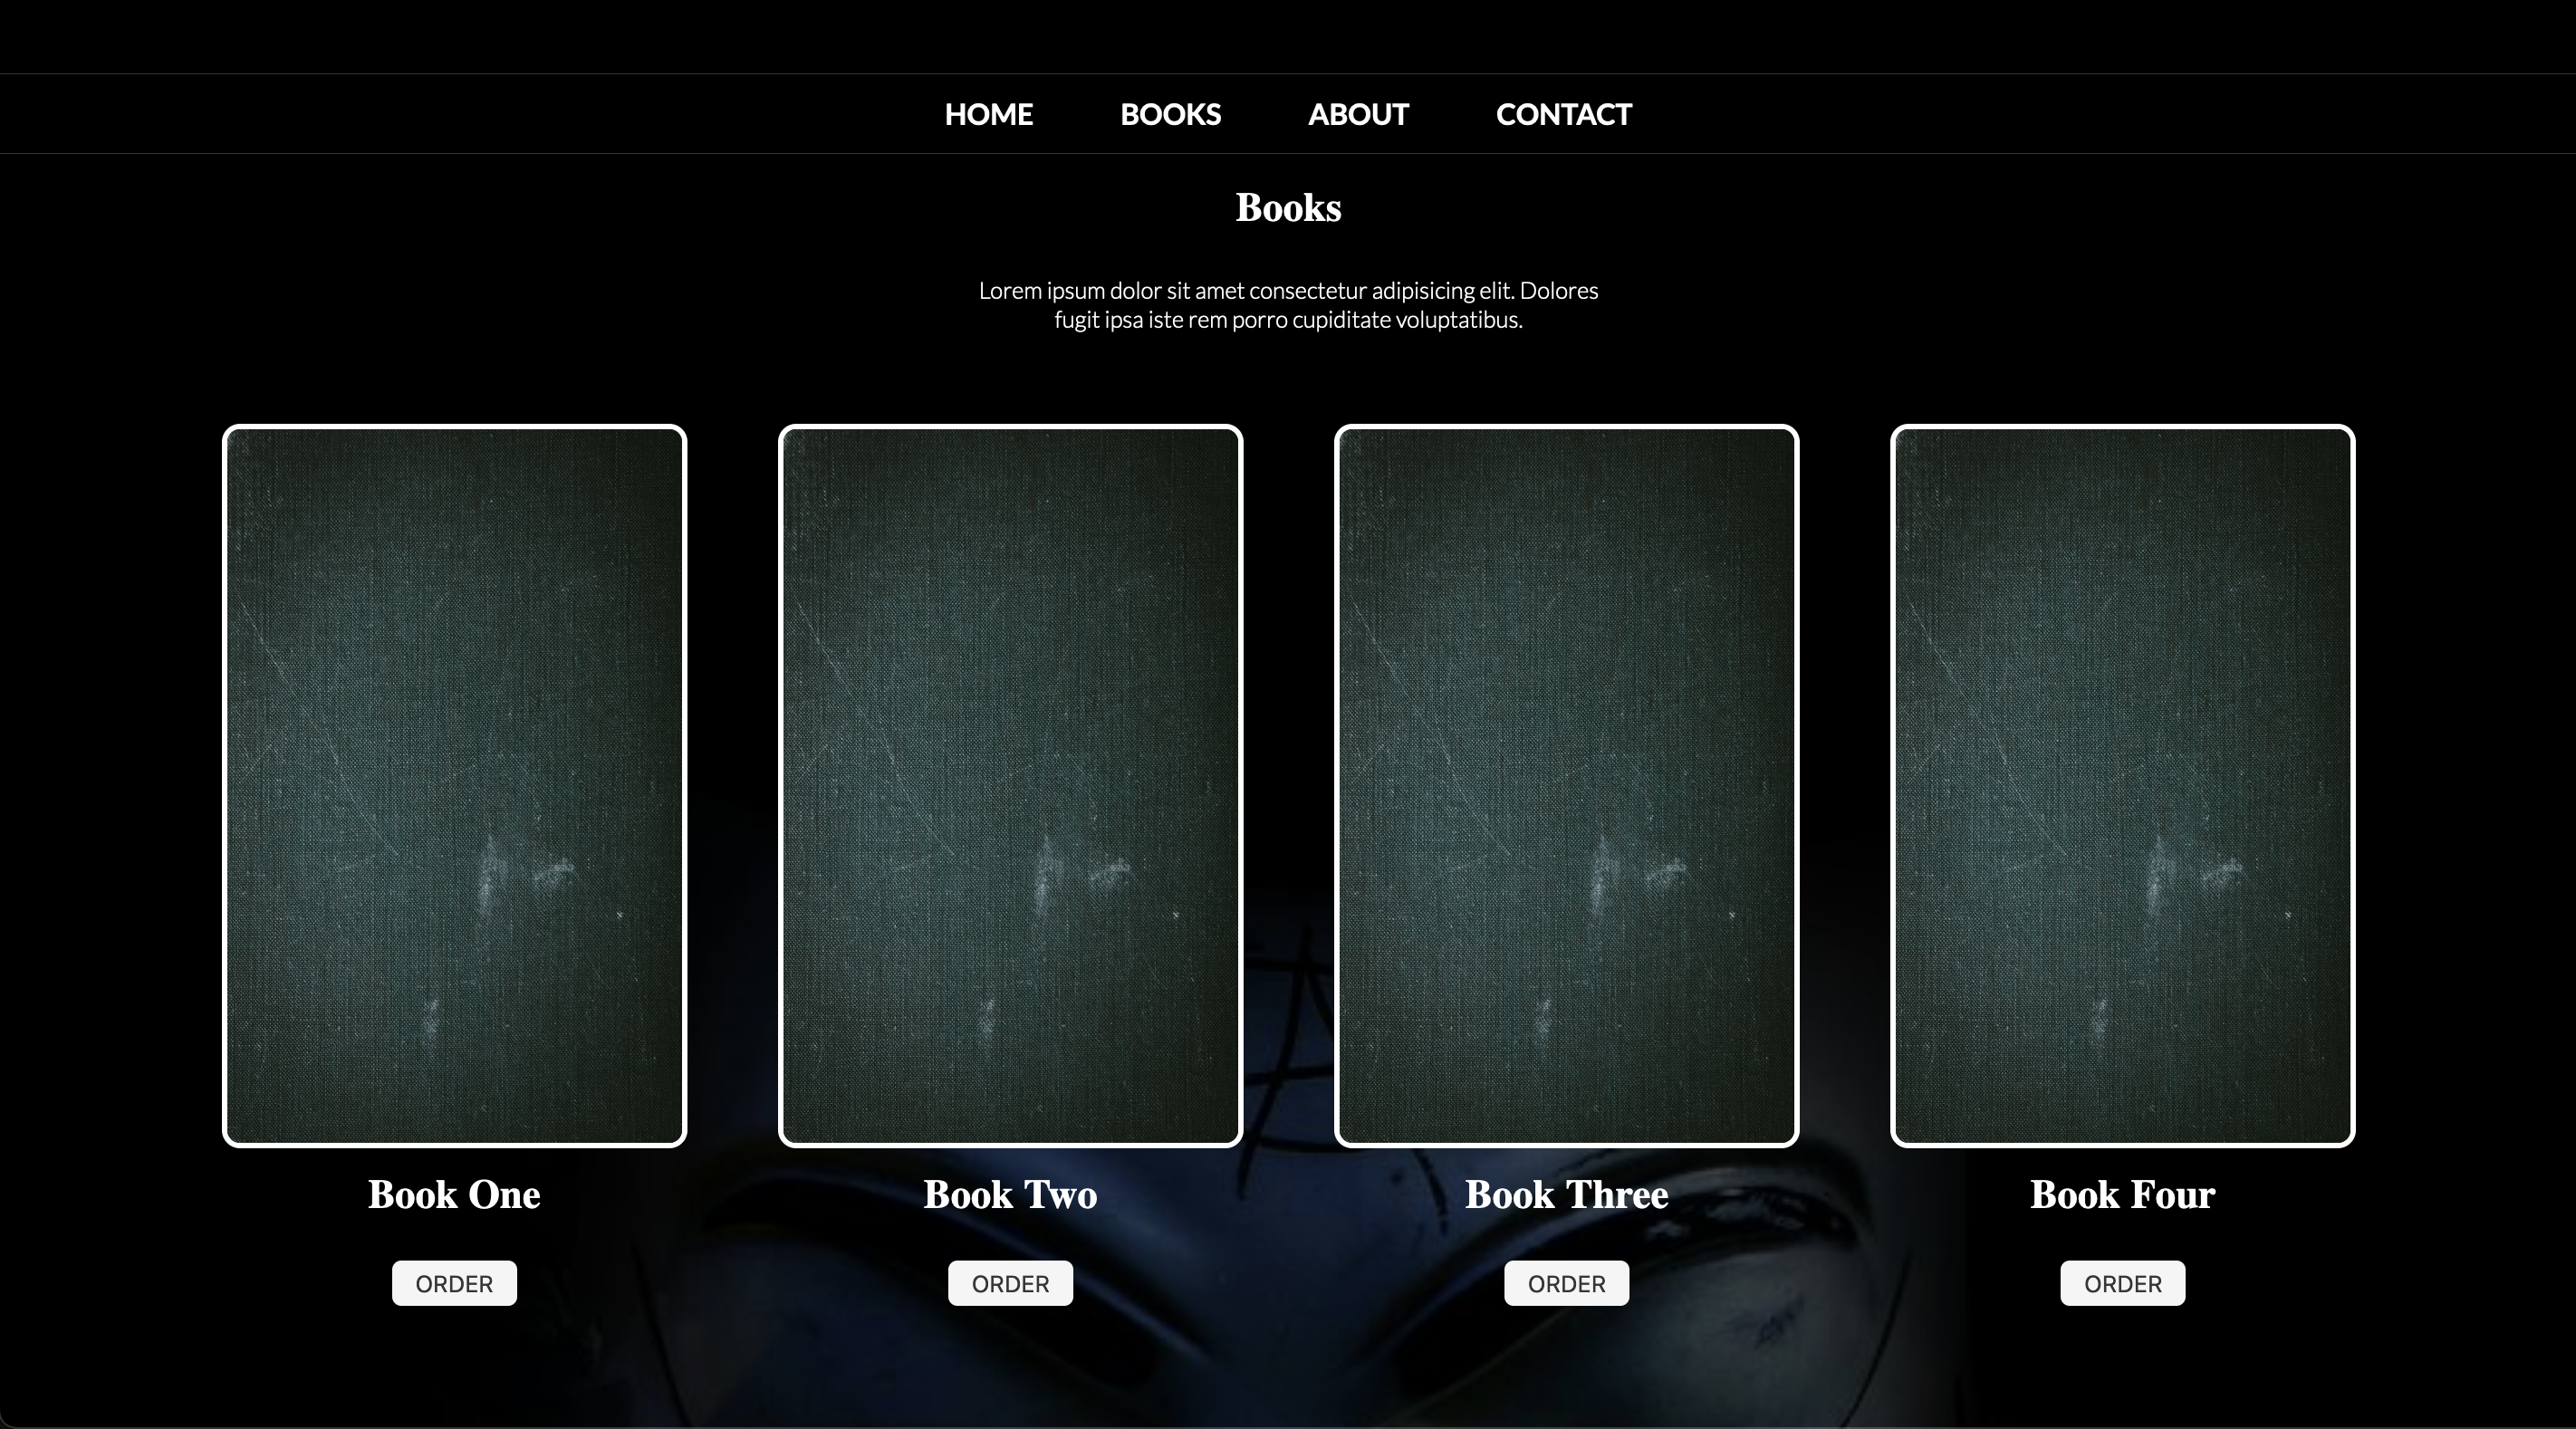 HOME BOOKS ABOUT CONTACT
Books
Lorem ipsum dolor sit amet consectetur adipisicing elit. Dolores
fugit ipsa iste rem porro cupiditate voluptatibus.
Book One
Book Two
Book Three
Book Four
ORDER
ORDER
ORDER
ORDER